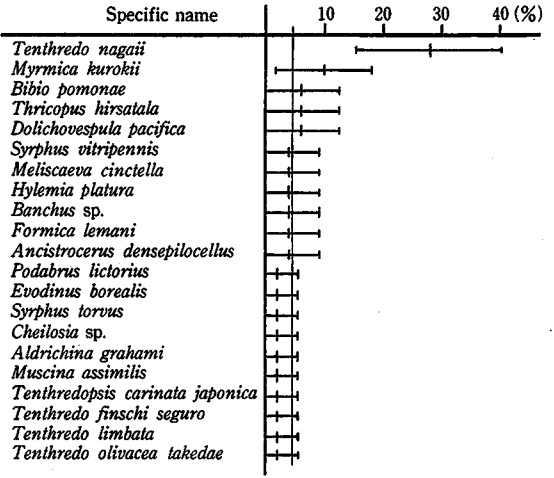 Specific name 10 20 30 40 (%)
Tenthredo nagaii
Myrmica kurokii
Bibio pomonae
Thricopus hirsatala
Dolichovespula pacifica
Syrphus vitripennis
Meliscaeva cinctella
Hylemia platura
Banchus sp.
Formica lemani
Ancistrocerus densepilocellus
Podabrus lictorius
Evodinus borealis
Syrphus torvus
Cheilosia sp.
Aldrichina grahami
Muscina assimilis
Tenthredopsis carinata japonica
Tenthredo finschi seguro
Tenthredo limbata
Tenthredo olivacea takedae